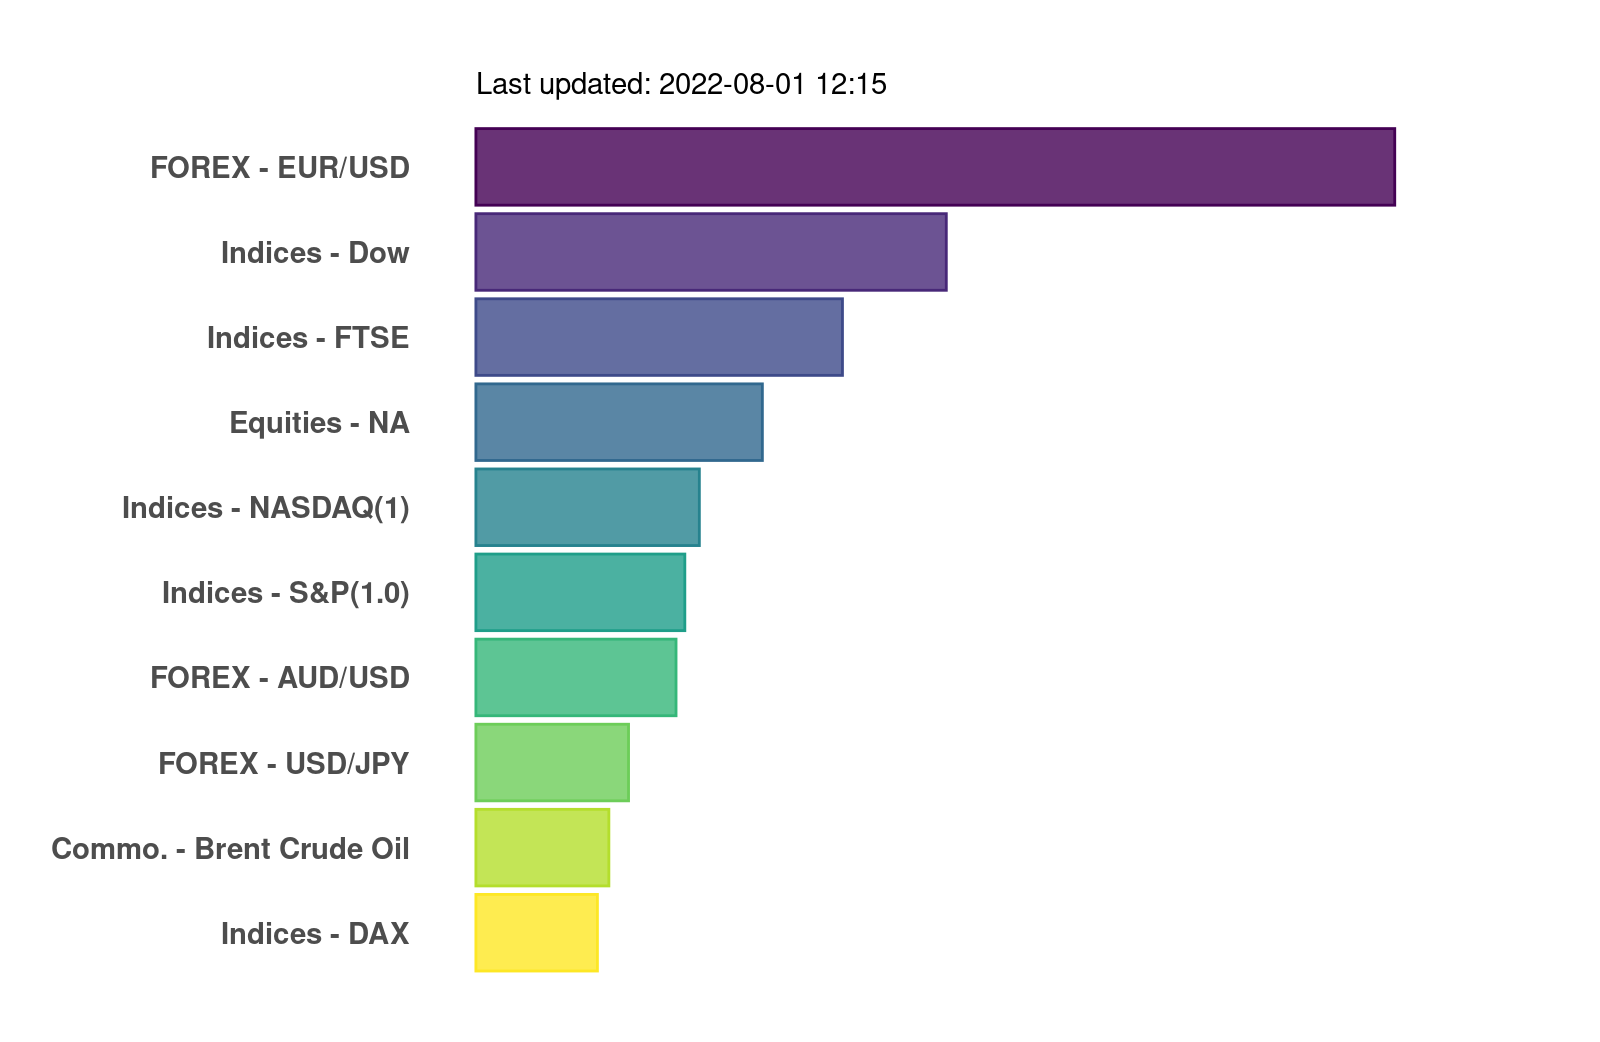 Last updated: 2022-08-01 12:15
FOREX - EUR/USD
Indices - Dow
Indices - FTSE
Equities - NA
Indices - NASDAQ(1)
Indices - S&P(1.0)
FOREX - AUD/USD
FOREX - USD/JPY
Commo. - Brent Crude Oil
Indices - DAX